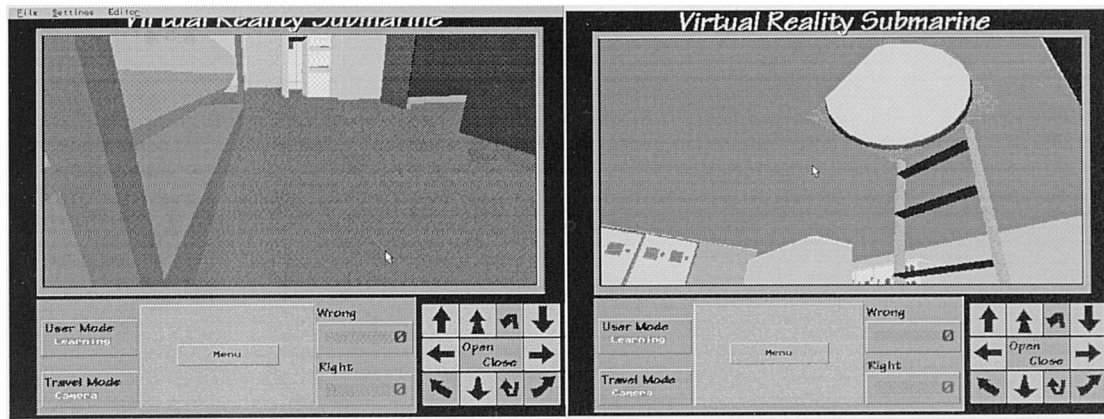 File Settings Editor
Virtual Reality Submarine
User Mode
Learning
Travel Mode
Camera
Menu
Wrong
0
Right
0
Open
Close
Virtual Reality Submarine
User Mode
Learning
Travel Mode
Camera
Menu
Wrong
0
Right
0
Open
Close